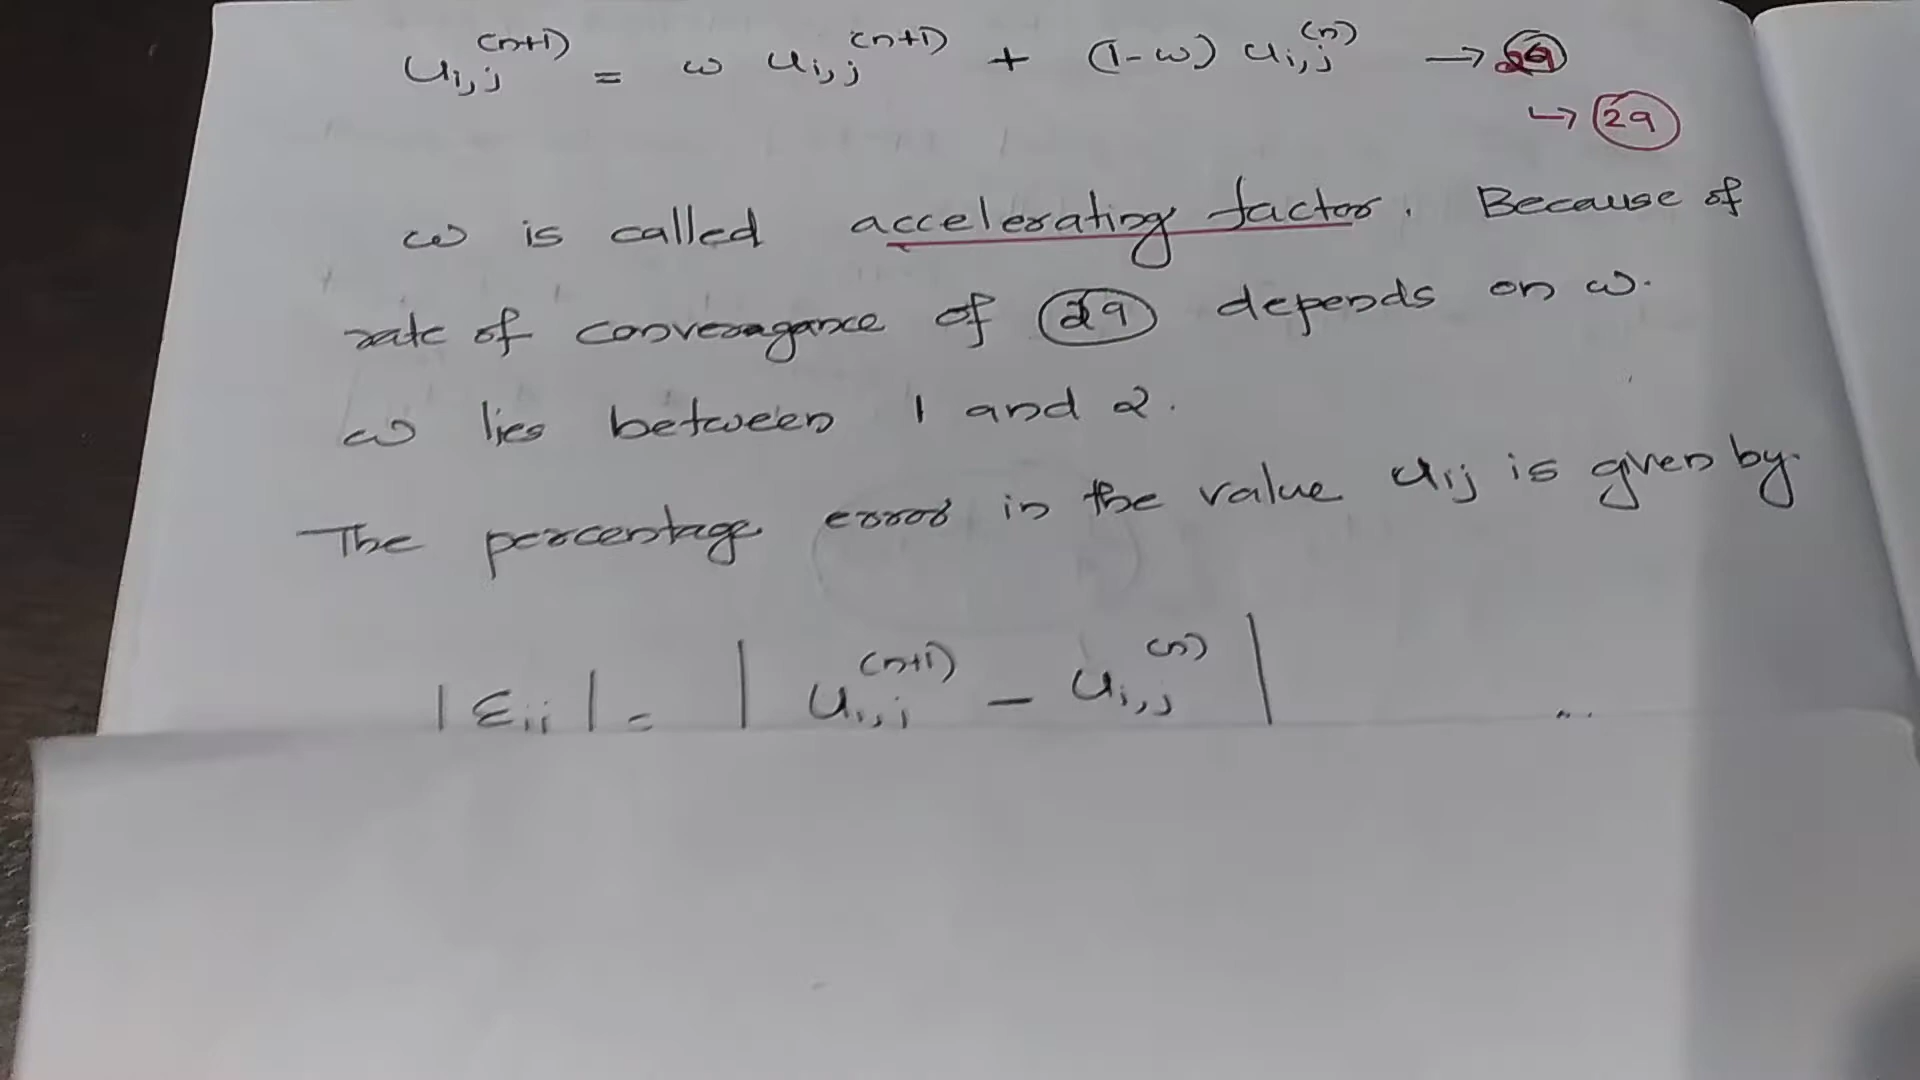 u_{i,j}^{(n+1)} = ω u_{i,j}^{(n+1)} + (1-ω) u_{i,j}^{(n)} →
↳ 29
ω is called accelerating factor. Because of
rate of convergance of 29 depends on ω.
ω lies between 1 and 2.
The percentage error in the value u_{ij} is given by
|ε_{ij}| = | u_{i,j}^{(n+1)} - u_{i,j}^{(n)} |